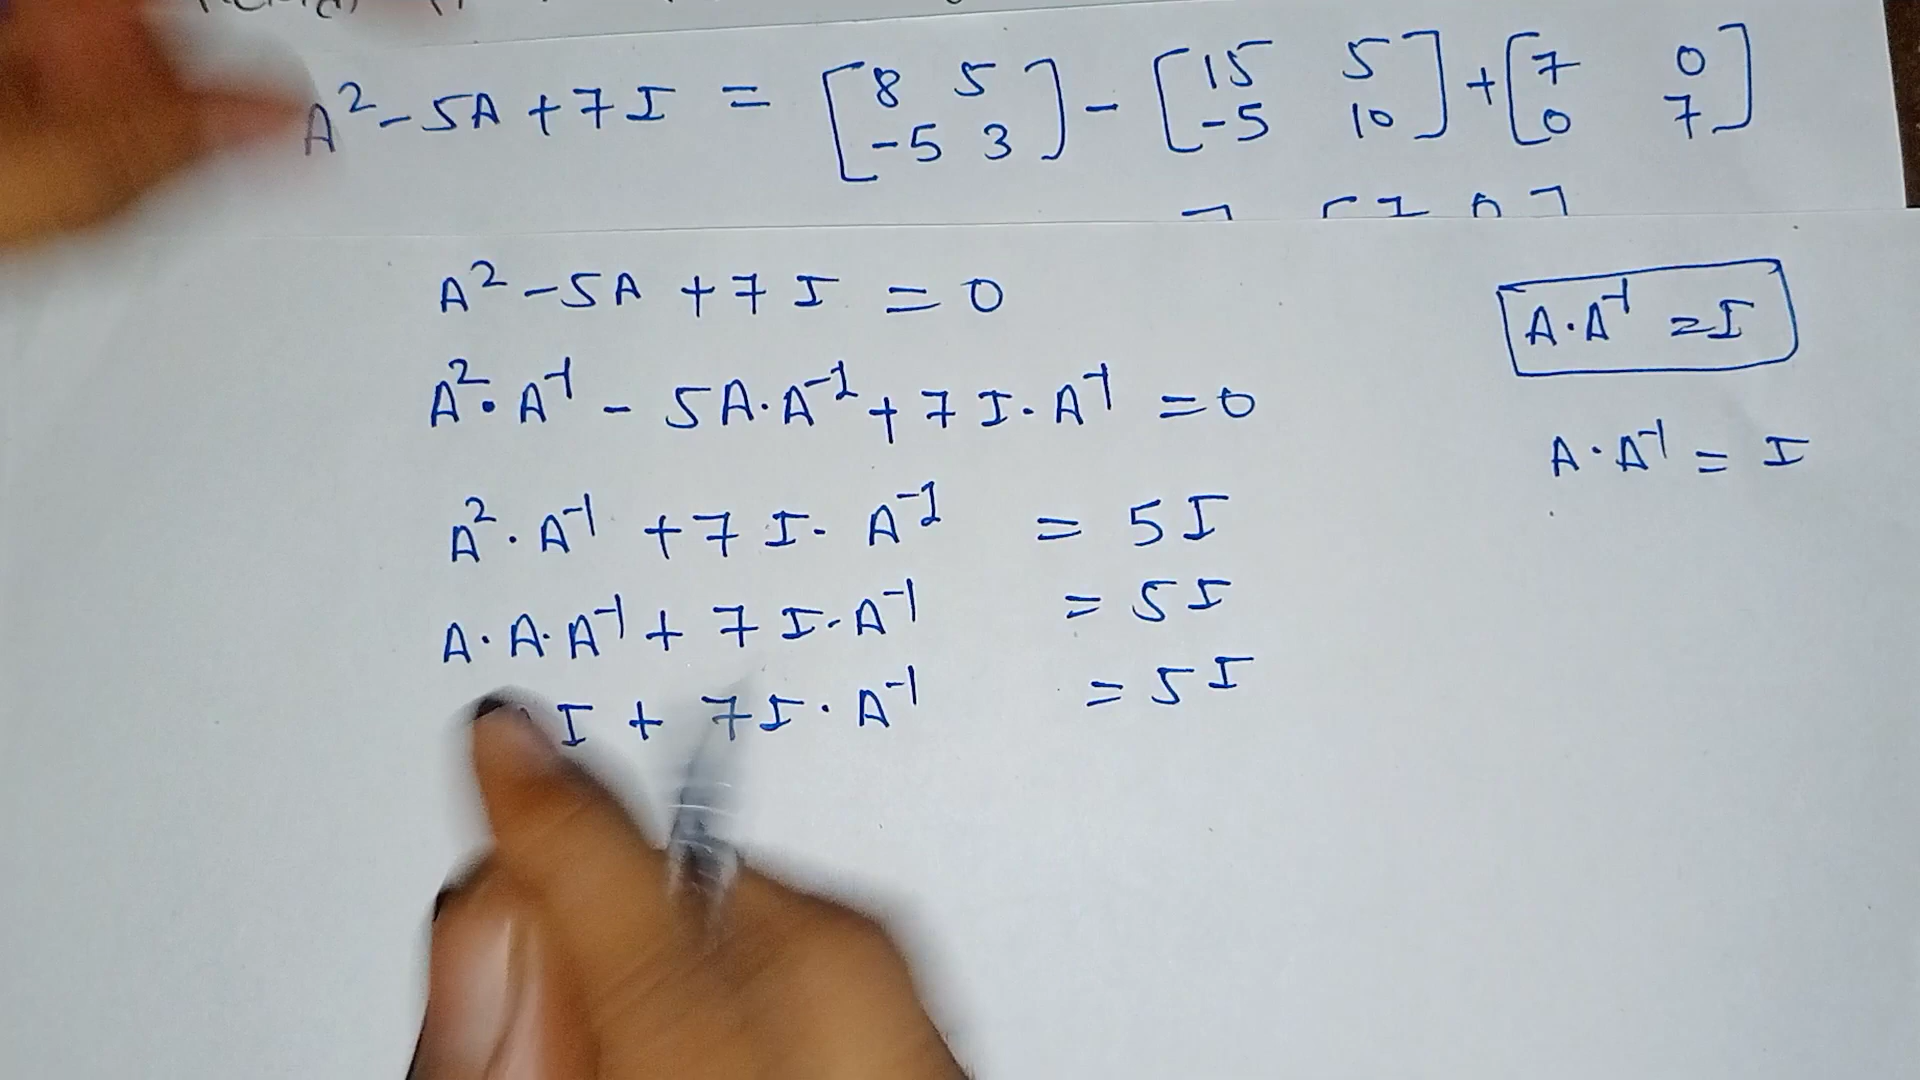 A² - 5A + 7I = [8 5 -5 3] - [15 5 -5 10] + [7 0 0 7]
A² - 5A + 7I = 0
A² · A⁻¹ - 5A · A⁻¹ + 7I · A⁻¹ = 0
A² · A⁻¹ + 7I · A⁻¹ = 5I
A · A · A⁻¹ + 7I · A⁻¹ = 5I
I + 7I · A⁻¹ = 5I
A · A⁻¹ = I
A · A⁻¹ = I